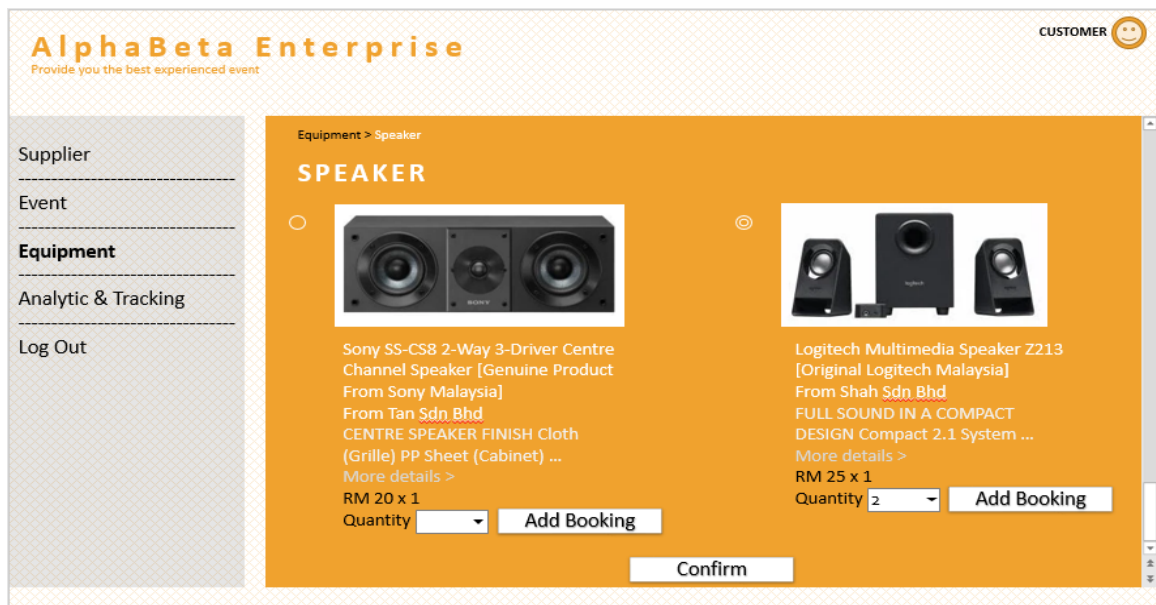 AlphaBeta Enterprise
Provide you the best experienced event
CUSTOMER
Supplier
Event
Equipment
Analytic & Tracking
Log Out
Equipment > Speaker
SPEAKER
SONY
Sony SS-CS8 2-Way 3-Driver Centre
Channel Speaker [Genuine Product
From Sony Malaysia]
From Tan Sdn Bhd
CENTRE SPEAKER FINISH Cloth
(Grille) PP Sheet (Cabinet) ...
More details >
RM 20 x 1
Quantity
Add Booking
logitech
Logitech Multimedia Speaker Z213
[Original Logitech Malaysia]
From Shah Sdn Bhd
FULL SOUND IN A COMPACT
DESIGN Compact 2.1 System ...
More details >
RM 25 x 1
Quantity 2
Add Booking
Confirm